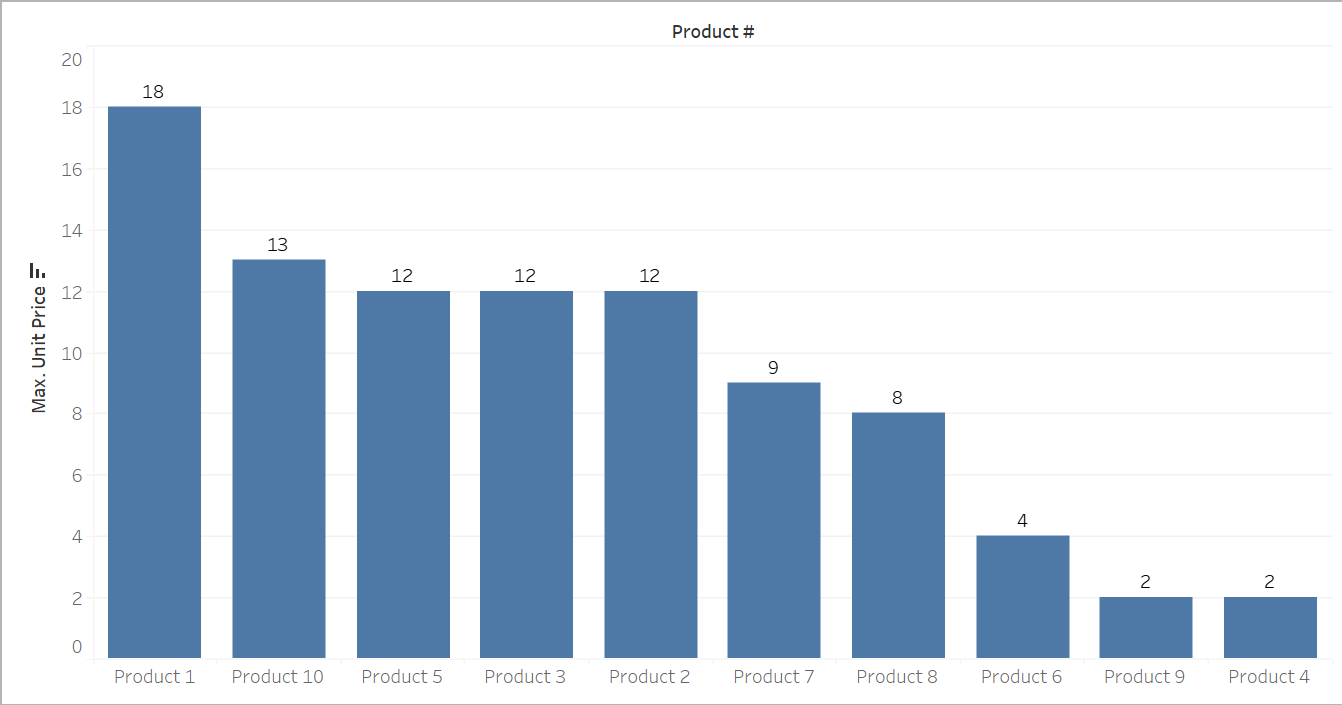 Product #
Max. Unit Price
20
18
16
14
12
10
8
6
4
2
0
18
13
12
12
12
9
8
4
2
2
Product 1
Product 10
Product 5
Product 3
Product 2
Product 7
Product 8
Product 6
Product 9
Product 4